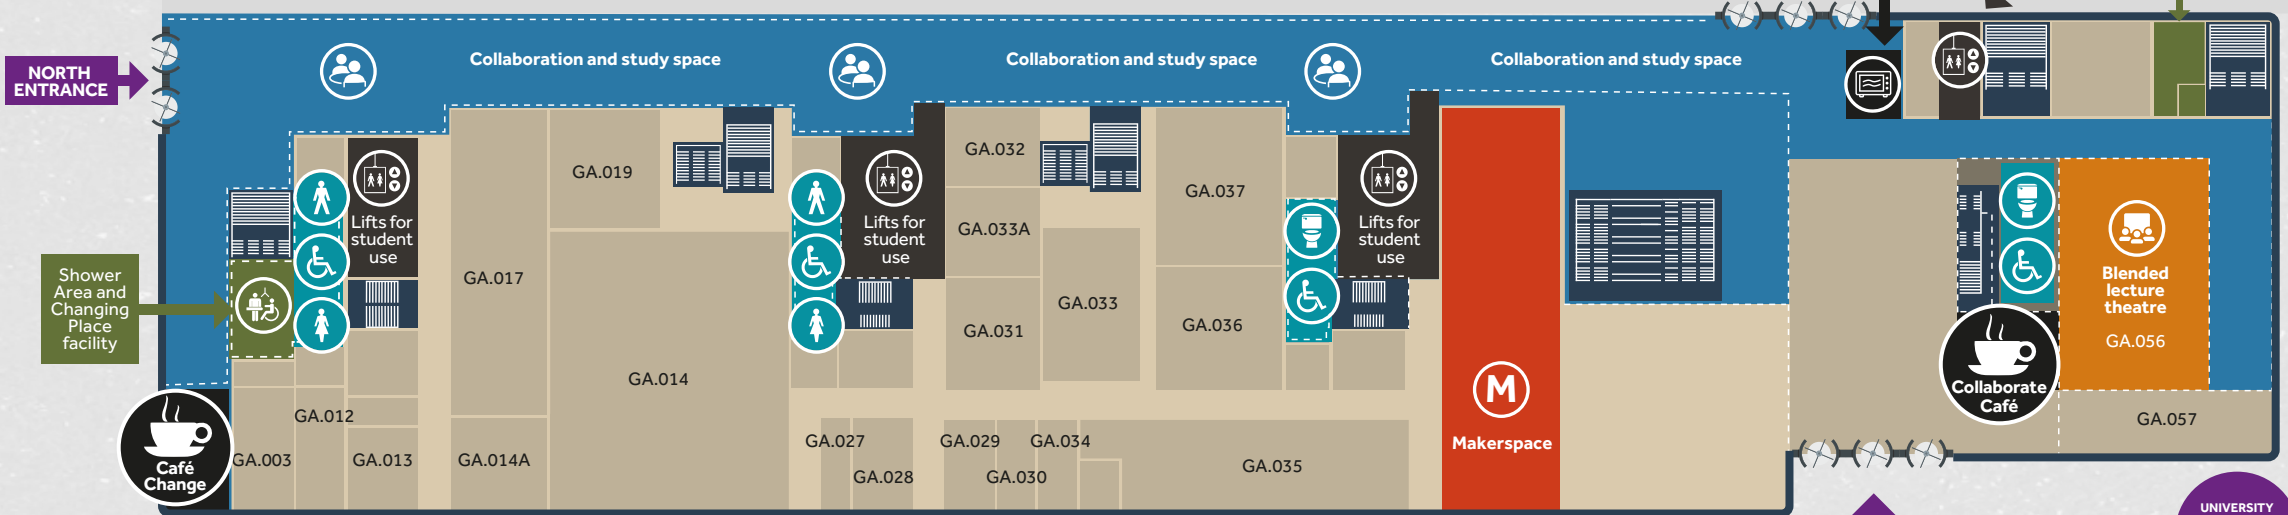 NORTH
ENTRANCE
Collaboration and study space
Collaboration and study space
Collaboration and study space
Shower
Area and
Changing
Place
facility
Lifts for
student
use
Lifts for
student
use
Lifts for
student
use
GA.019
GA.017
GA.014
GA.012
GA.003
GA.013
GA.014A
Café
Change
GA.032
GA.033A
GA.031
GA.033
GA.037
GA.036
GA.027
GA.028
GA.029
GA.030
GA.034
GA.035
M
Makerspace
Blended
lecture
theatre
GA.056
Collaborate
Café
GA.057
UNIVERSITY